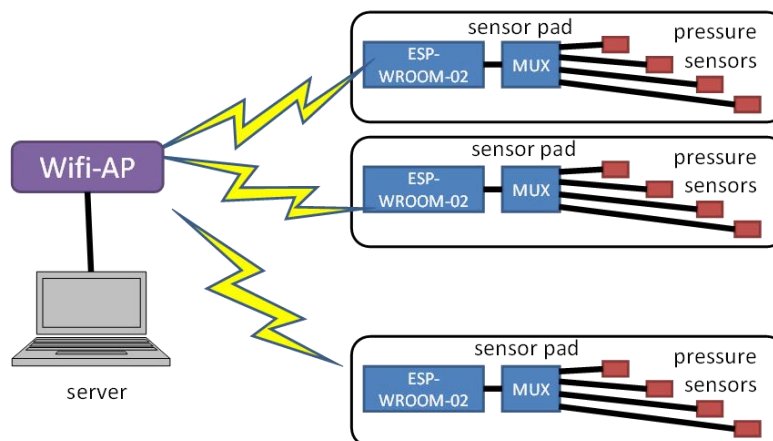 sensor pad
pressure
sensors
ESP-
WROOM-02
MUX
Wifi-AP
sensor pad
pressure
sensors
ESP-
WROOM-02
MUX
server
sensor pad
pressure
sensors
ESP-
WROOM-02
MUX